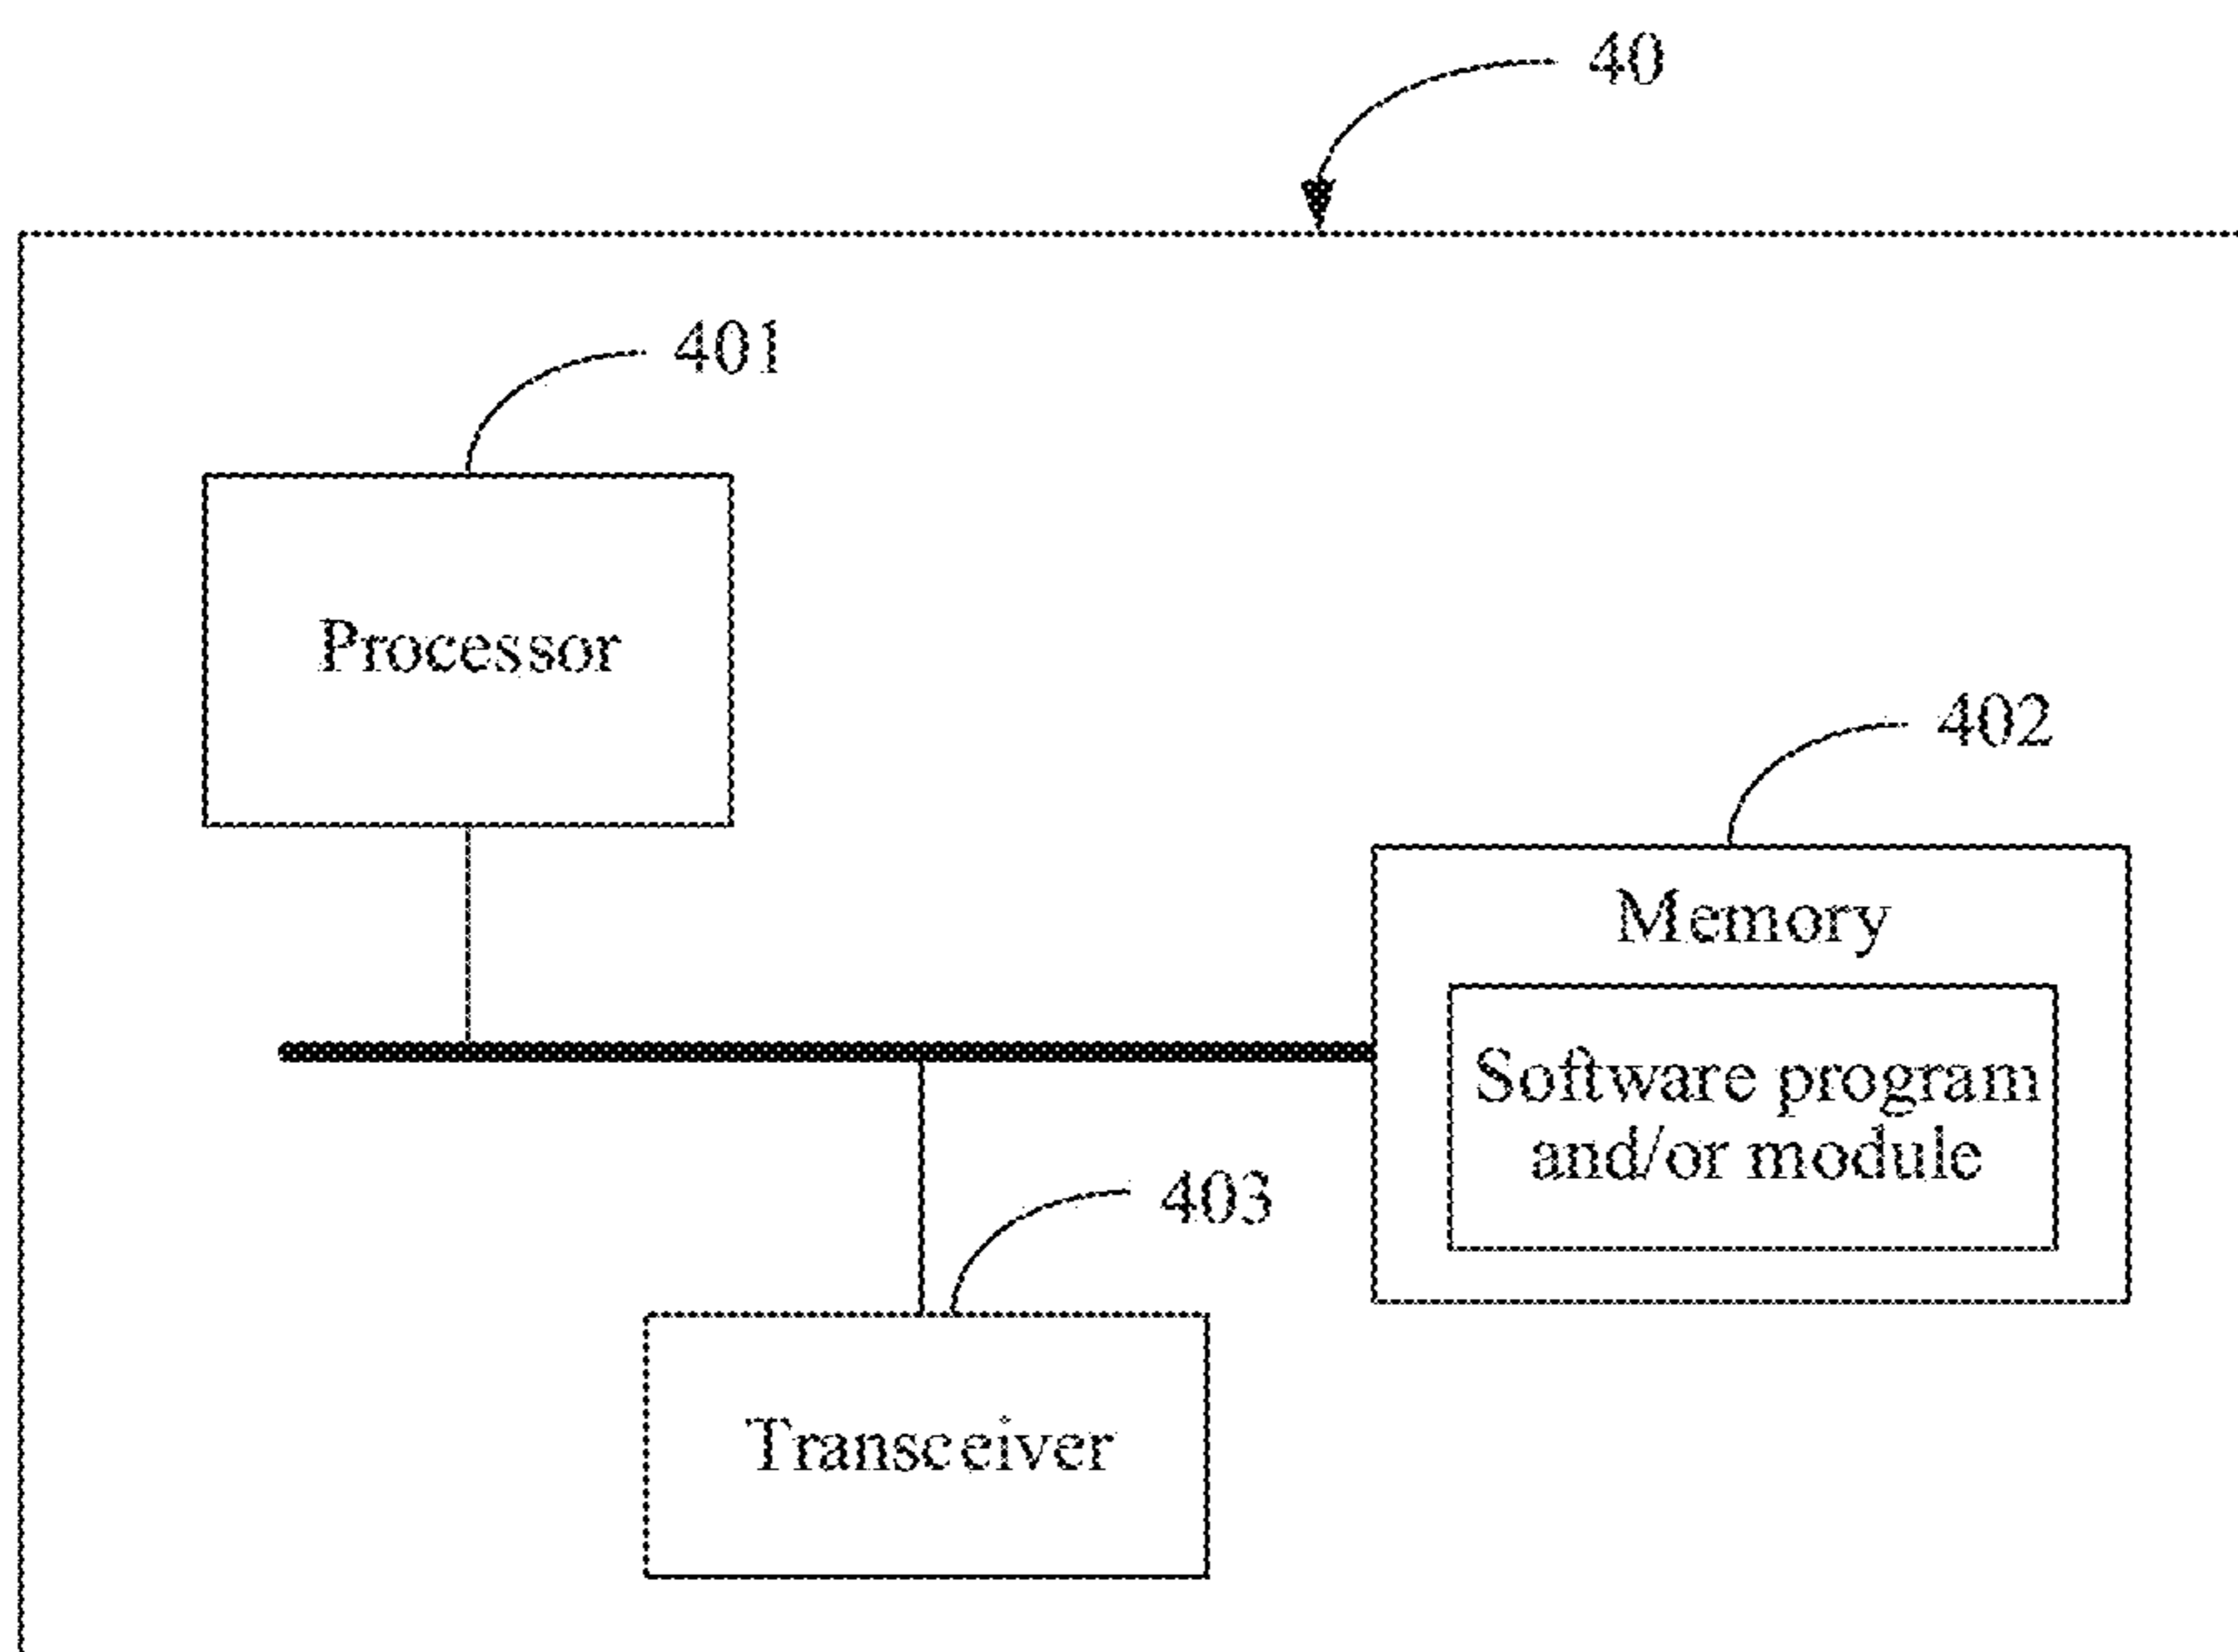 40
401
Processor
402
Memory
Software program
and/or module
403
Transceiver